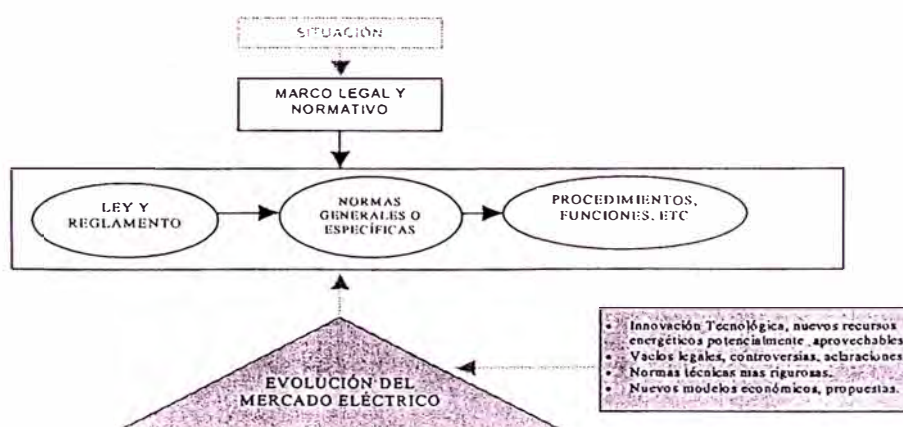 SITUACIÓN
MARCO LEGAL Y
NORMATIVO
LEY Y
REGLAMENTO
NORMAS
GENERALES O
ESPECÍFICAS
PROCEDIMIENTOS,
FUNCIONES, ETC
EVOLUCIÓN DEL
MERCADO ELÉCTRICO
• Innovación Tecnológica, nuevos recursos
energéticos potencialmente aprovechables
• Vacíos legales, controversias, aclaraciones
• Normas técnicas mas rigurosas.
• Nuevos modelos económicos, propuestas.